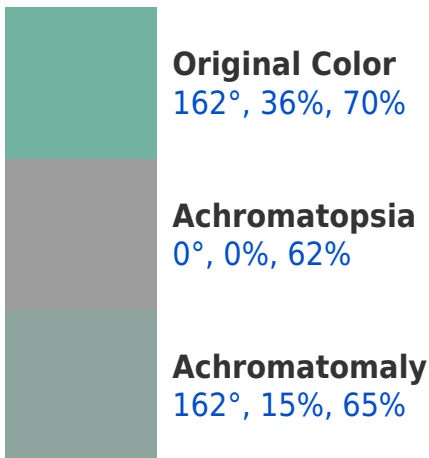 Original Color
162°, 36%, 70%
Achromatopsia
0°, 0%, 62%
Achromatomaly
162°, 15%, 65%